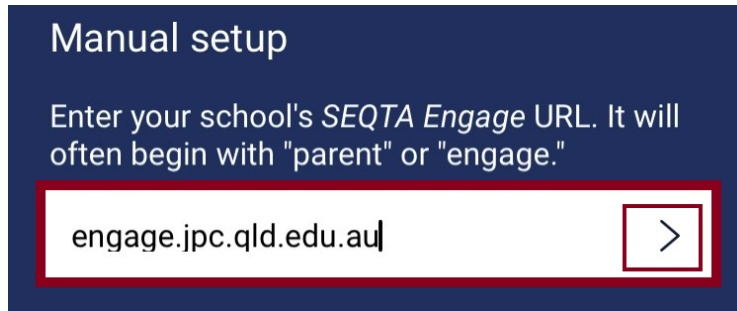 Manual setup
Enter your school's SEQTA Engage URL. It will
often begin with "parent" or "engage."
engage.jpc.qld.edu.au